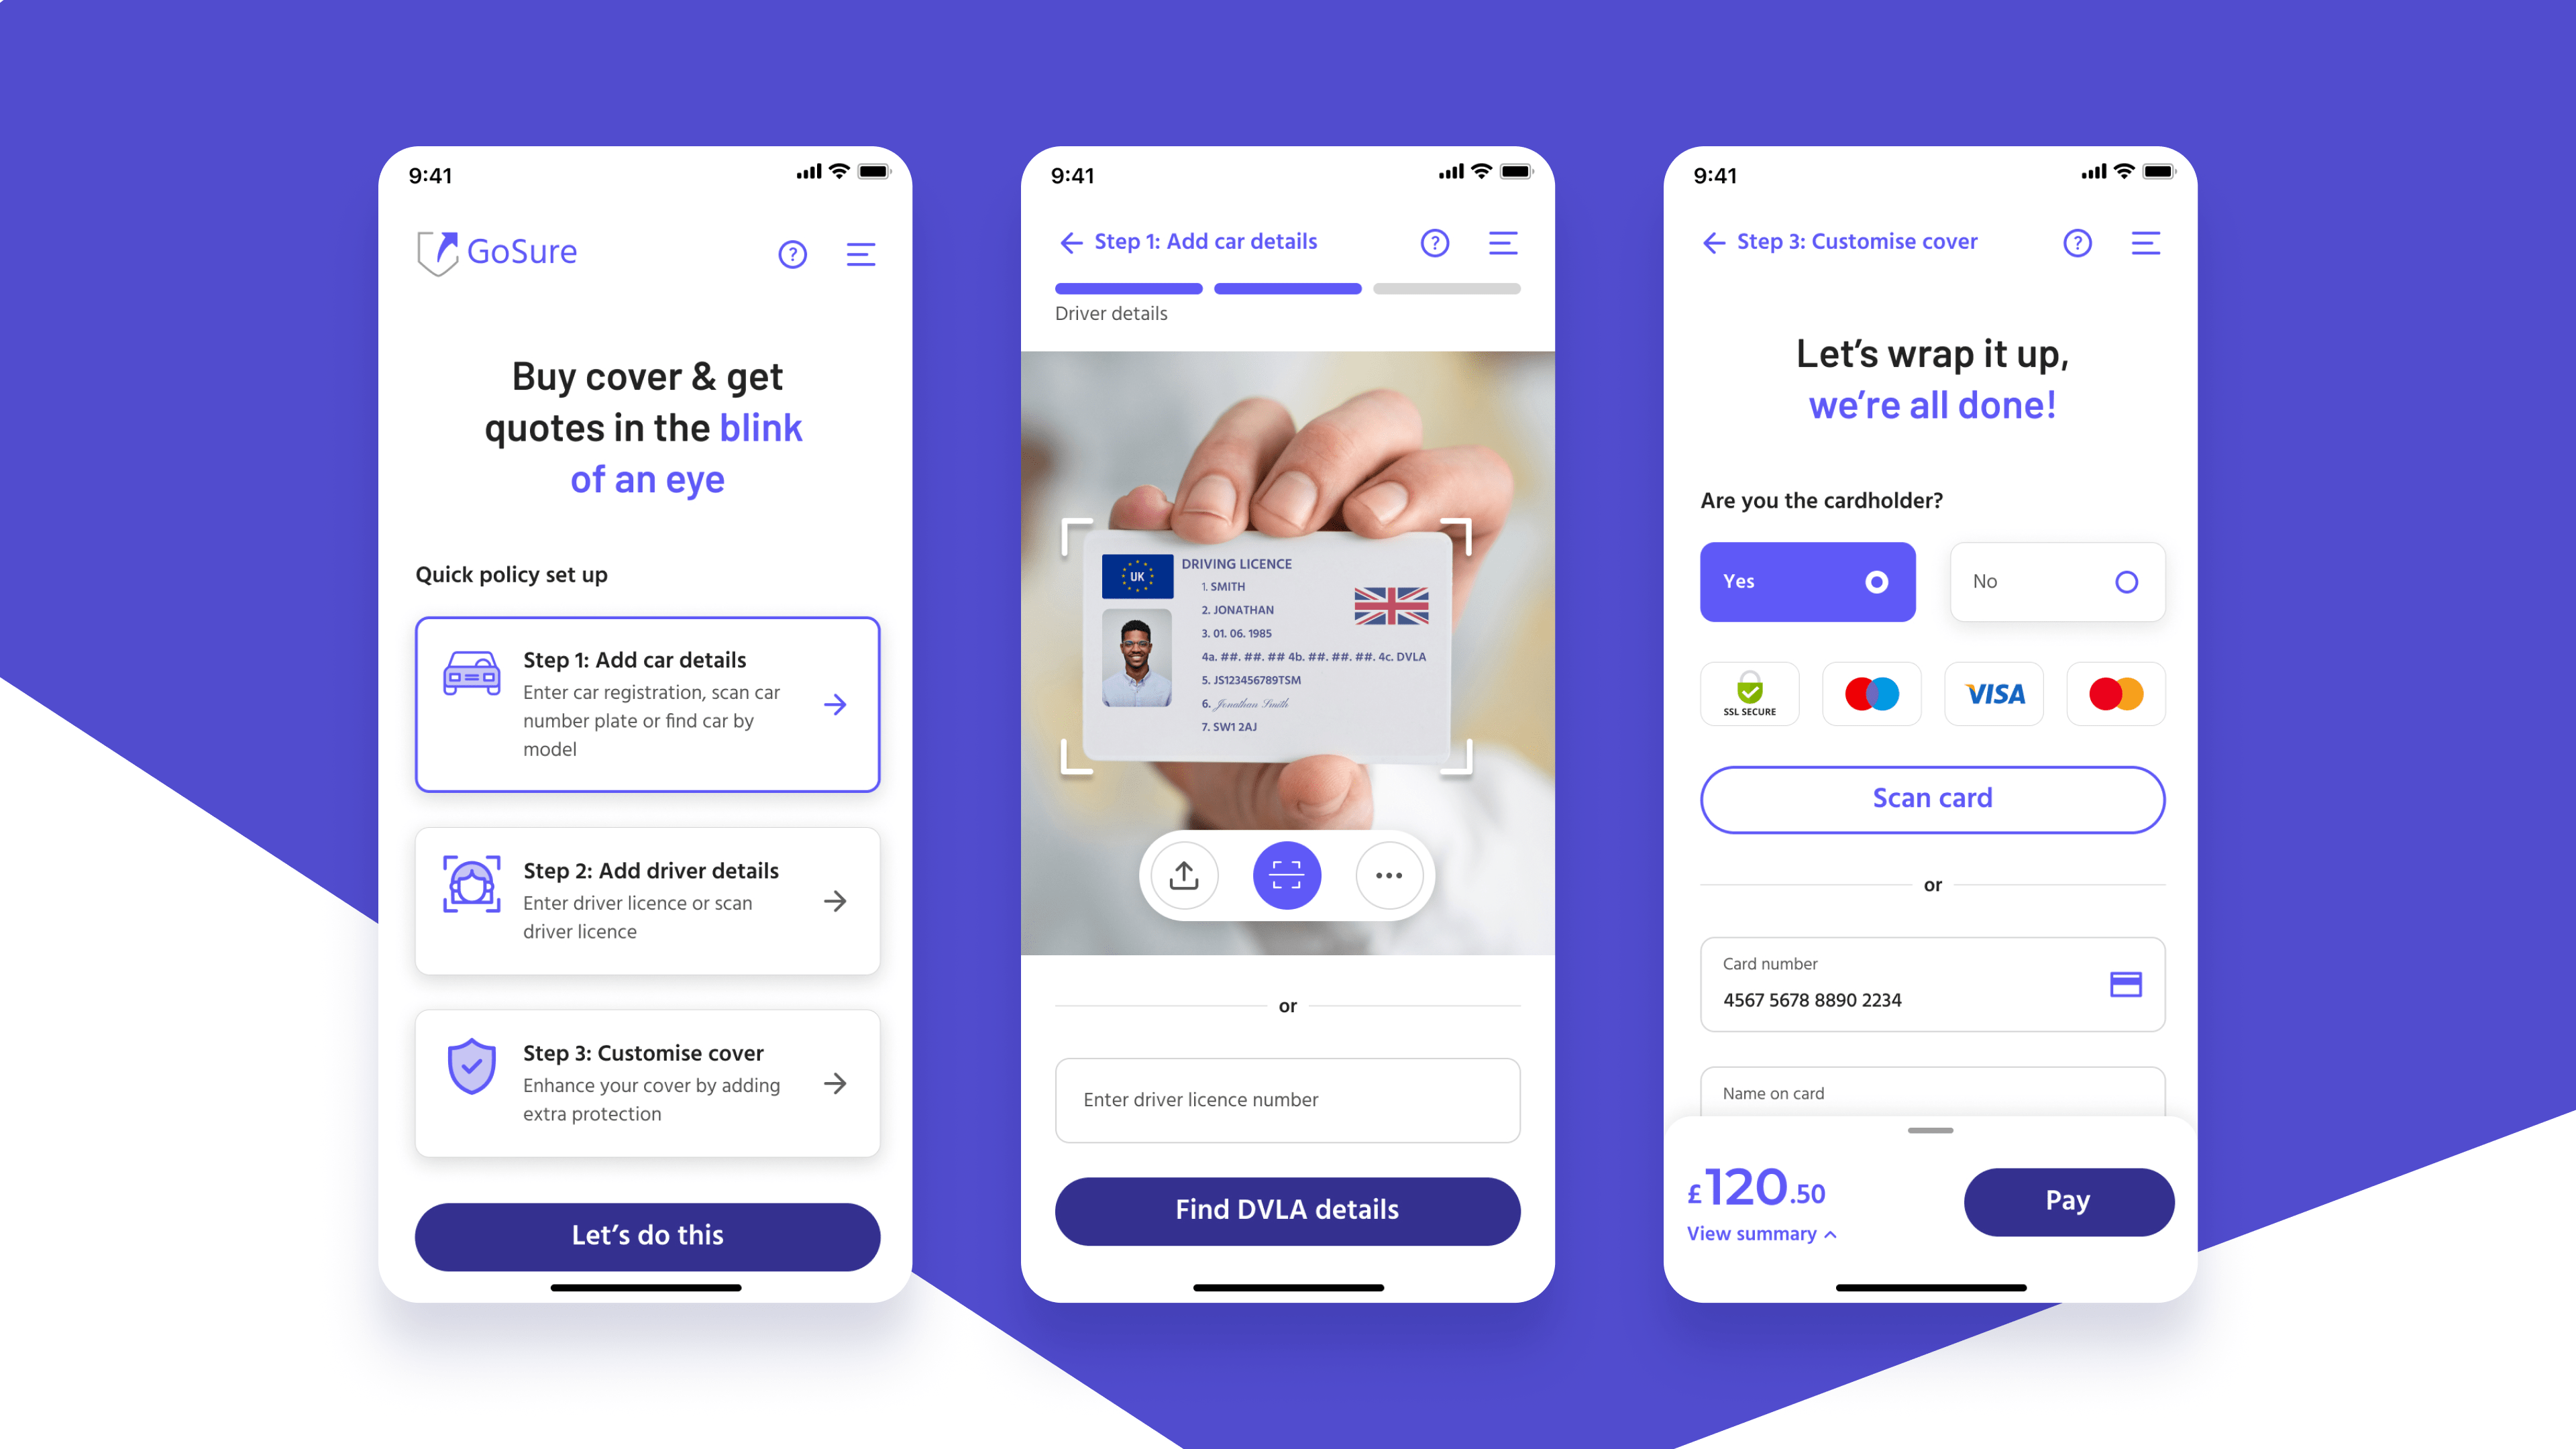 9:41
GoSure
?
Buy cover & get
quotes in the blink
of an eye
Quick policy set up
Step 1: Add car details
Enter car registration, scan car
number plate or find car by
model
Step 2: Add driver details
Enter driver licence or scan
driver licence
Step 3: Customise cover
Enhance your cover by adding
extra protection
Let's do this
9:41
Step 1: Add car details
?
Driver details
UK
DRIVING LICENCE
1. SMITH
2. JONATHAN
3. 01. 06. 1985
4a. ##. ##. ## 4b. ##. ##. ##. 4c. DVLA
5. JS123456789TSM
6. Jonathan Smith
7. SW1 2AJ
or
Enter driver licence number
Find DVLA details
9:41
Step 3: Customise cover
?
Let's wrap it up,
we're all done!
Are you the cardholder?
Yes
No
SSL SECURE
VISA
Scan card
or
Card number
4567 5678 8890 2234
Name on card
£120.50
View summary
Pay